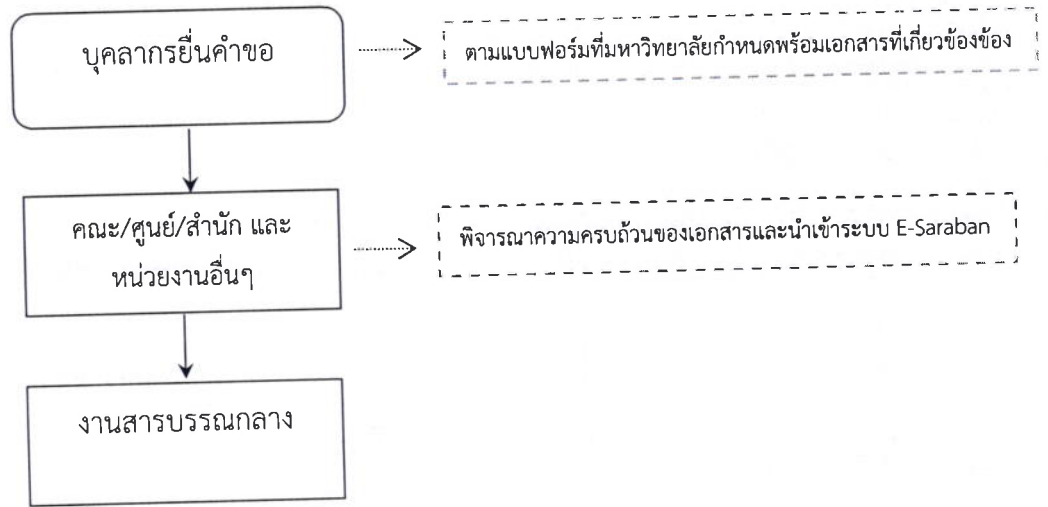 บุคลากรยื่นคำขอ
ตามแบบฟอร์มที่มหาวิทยาลัยกำหนดพร้อมเอกสารที่เกี่ยวข้องข้อง
คณะ/ศูนย์/สำนัก และ
หน่วยงานอื่นๆ
พิจารณาความครบถ้วนของเอกสารและนำเข้าระบบ E-Saraban
งานสารบรรณกลาง